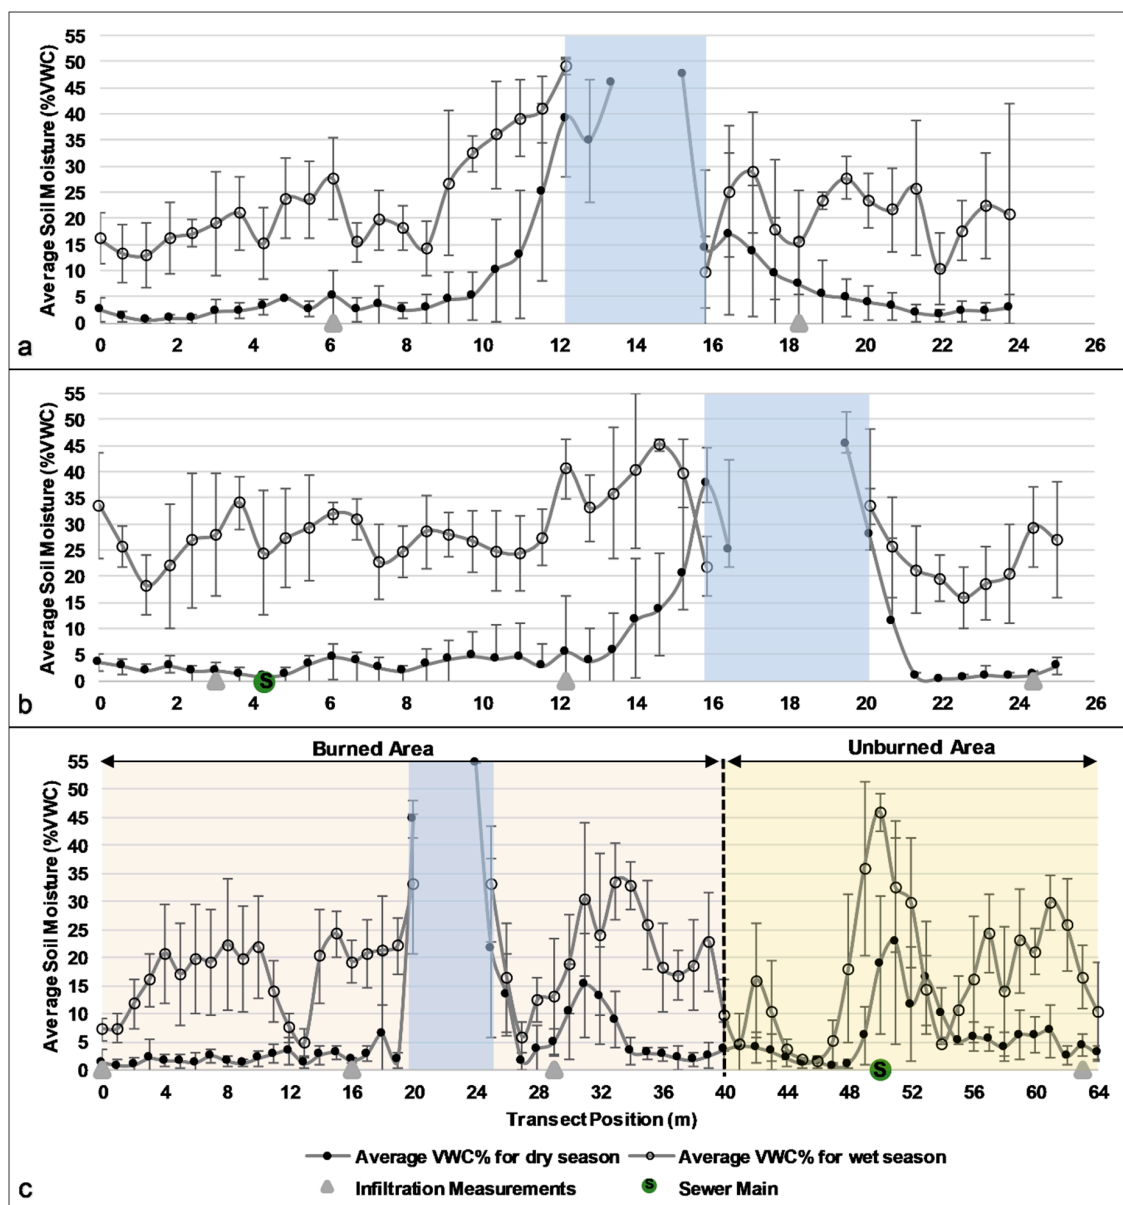 55
50
45
40
35
30
25
20
15
10
5
0
Average Soil Moisture (%VWC)
a
0 2 4 6 8 10 12 14 16 18 20 22 24 26
55
50
45
40
35
30
25
20
15
10
5
0
Average Soil Moisture (%VWC)
S
b
0 2 4 6 8 10 12 14 16 18 20 22 24 26
Burned Area Unburned Area
55
50
45
40
35
30
25
20
15
10
5
0
Average Soil Moisture (%VWC)
S
0 4 8 12 16 20 24 28 32 36 40 44 48 52 56 60 64
Transect Position (m)
Average VWC% for dry season Average VWC% for wet season
Infiltration Measurements S Sewer Main
c